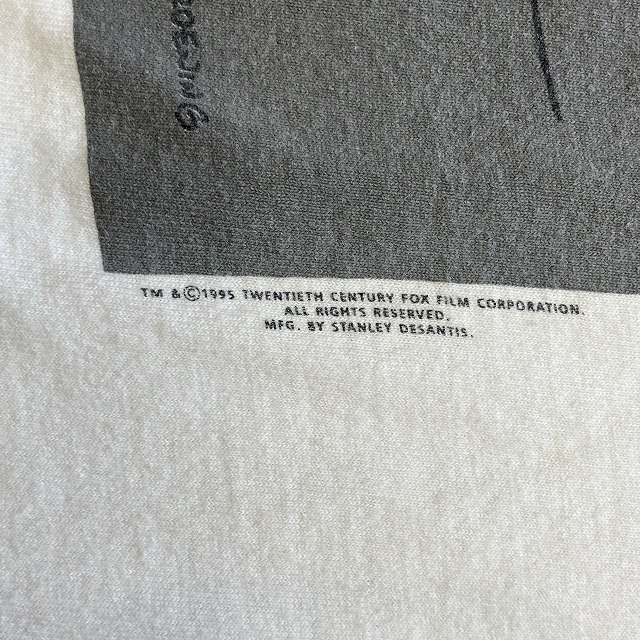 TM & ©1995 TWENTIETH CENTURY FOX FILM CORPORATION.
ALL RIGHTS RESERVED.
MFG. BY STANLEY DESANTIS.